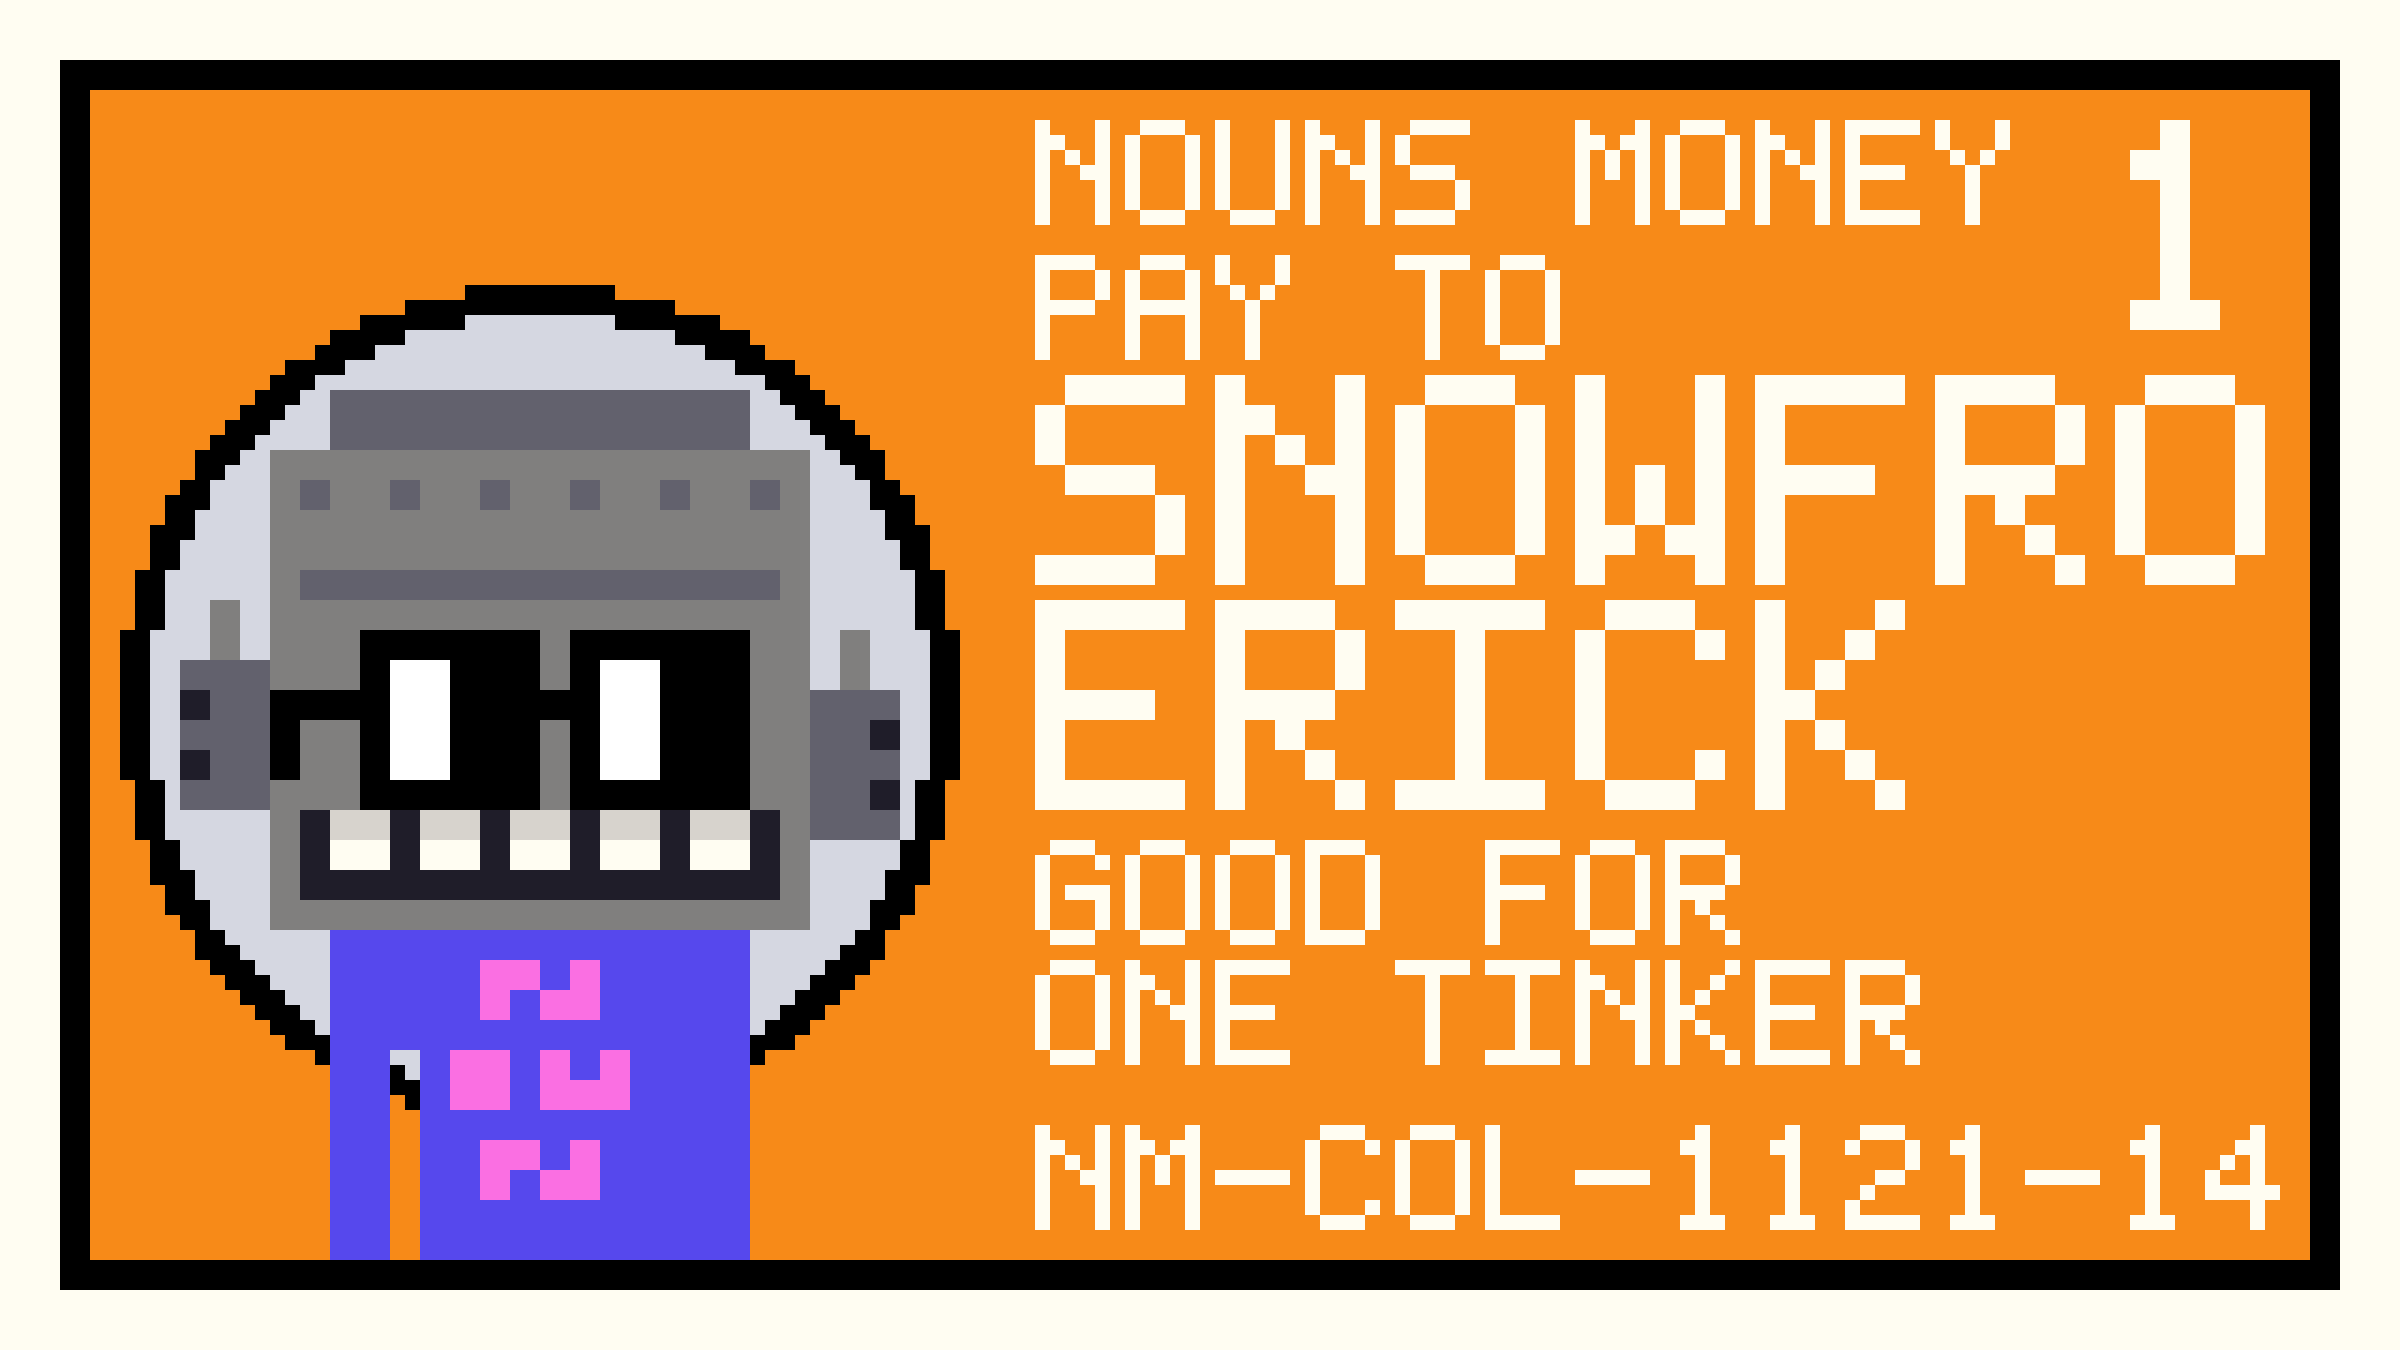 NOUNS MONEY 1
PAY TO
SNOWFRO
ERICK
GOOD FOR
ONE TINKER
NM-COL-1121-14